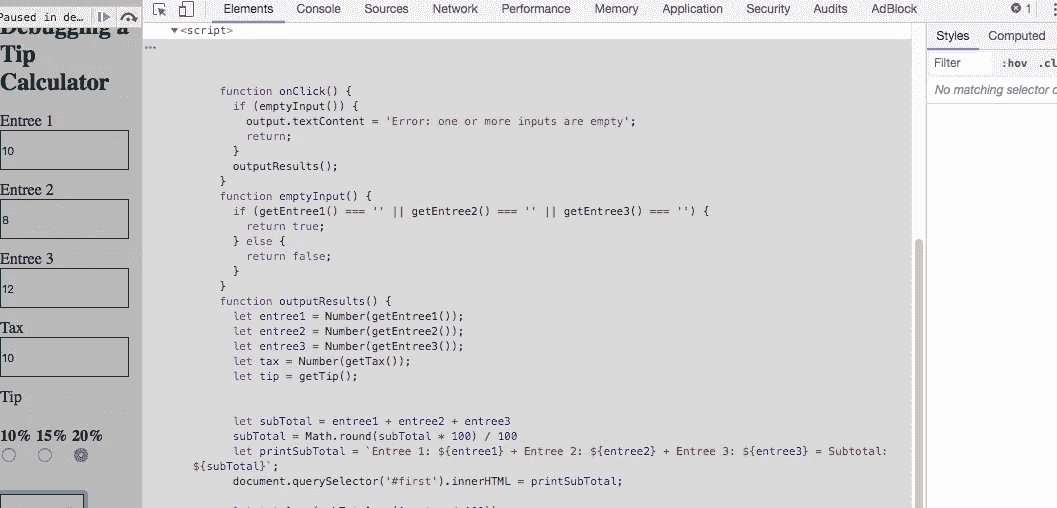 Paused in de…
Elements Console Sources Network Performance Memory Application Security Audits AdBlock
1
Debugging a
Tip
Calculator
Entree 1
10
Entree 2
8
Entree 3
12
Tax
10
Tip
10% 15% 20%
▼<script>
…
function onClick() {
if (emptyInput()) {
output.textContent = 'Error: one or more inputs are empty';
return;
}
outputResults();
}
function emptyInput() {
if (getEntree1() === '' || getEntree2() === '' || getEntree3() === '') {
return true;
} else {
return false;
}
}
function outputResults() {
let entree1 = Number(getEntree1());
let entree2 = Number(getEntree2());
let entree3 = Number(getEntree3());
let tax = Number(getTax());
let tip = getTip();
let subTotal = entree1 + entree2 + entree3
subTotal = Math.round(subTotal * 100) / 100
let printSubTotal = `Entree 1: ${entree1} + Entree 2: ${entree2} + Entree 3: ${entree3} = Subtotal:
${subTotal}`;
document.querySelector('#first').innerHTML = printSubTotal;
Styles Computed
Filter :hov .cl
No matching selector